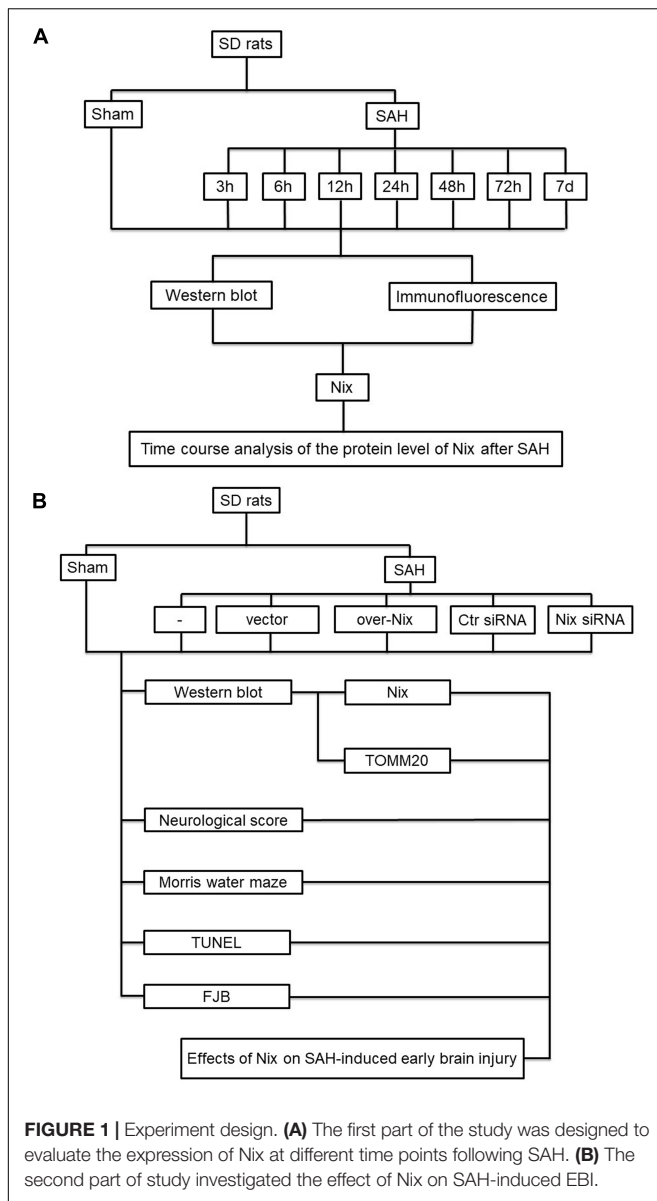 A
SD rats
Sham
SAH
3h 6h 12h 24h 48h 72h 7d
Western blot
Immunofluorescence
Nix
Time course analysis of the protein level of Nix after SAH
B
SD rats
Sham
SAH
- vector over-Nix Ctr siRNA Nix siRNA
Western blot
Nix
TOMM20
Neurological score
Morris water maze
TUNEL
FJB
Effects of Nix on SAH-induced early brain injury
FIGURE 1 | Experiment design. (A) The first part of the study was designed to
evaluate the expression of Nix at different time points following SAH. (B) The
second part of study investigated the effect of Nix on SAH-induced EBI.